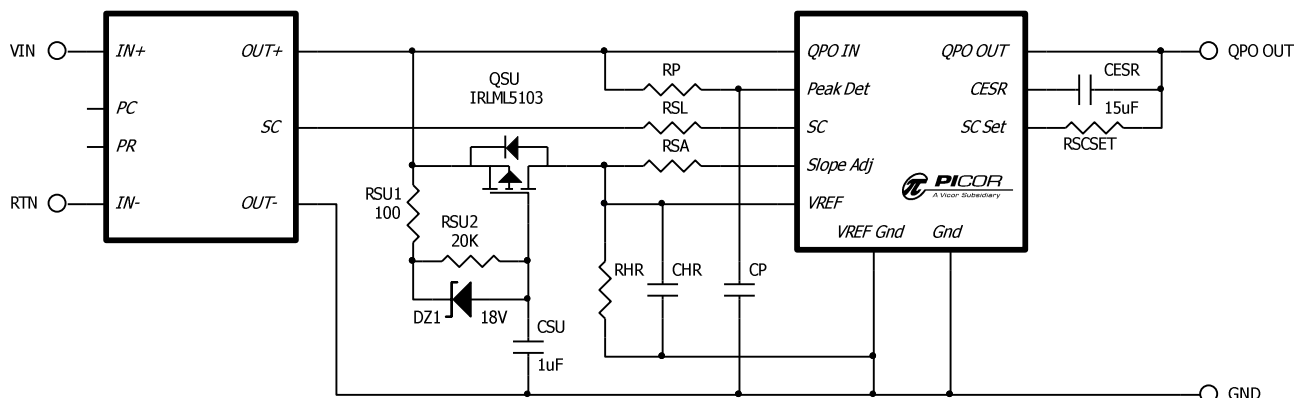 VIN
IN+
OUT+
PC
SC
PR
RTN
IN-
OUT-
QSU
IRLML5103
RSU1
100
RSU2
20K
DZ1
18V
CSU
1uF
RP
RSL
RSA
RHR
CHR
CP
QPO IN
QPO OUT
Peak Det
CESR
SC
SC Set
Slope Adj
PICOR
A Vicor Subsidiary
VREF
VREF Gnd
Gnd
CESR
15uF
RSCSET
QPO OUT
GND